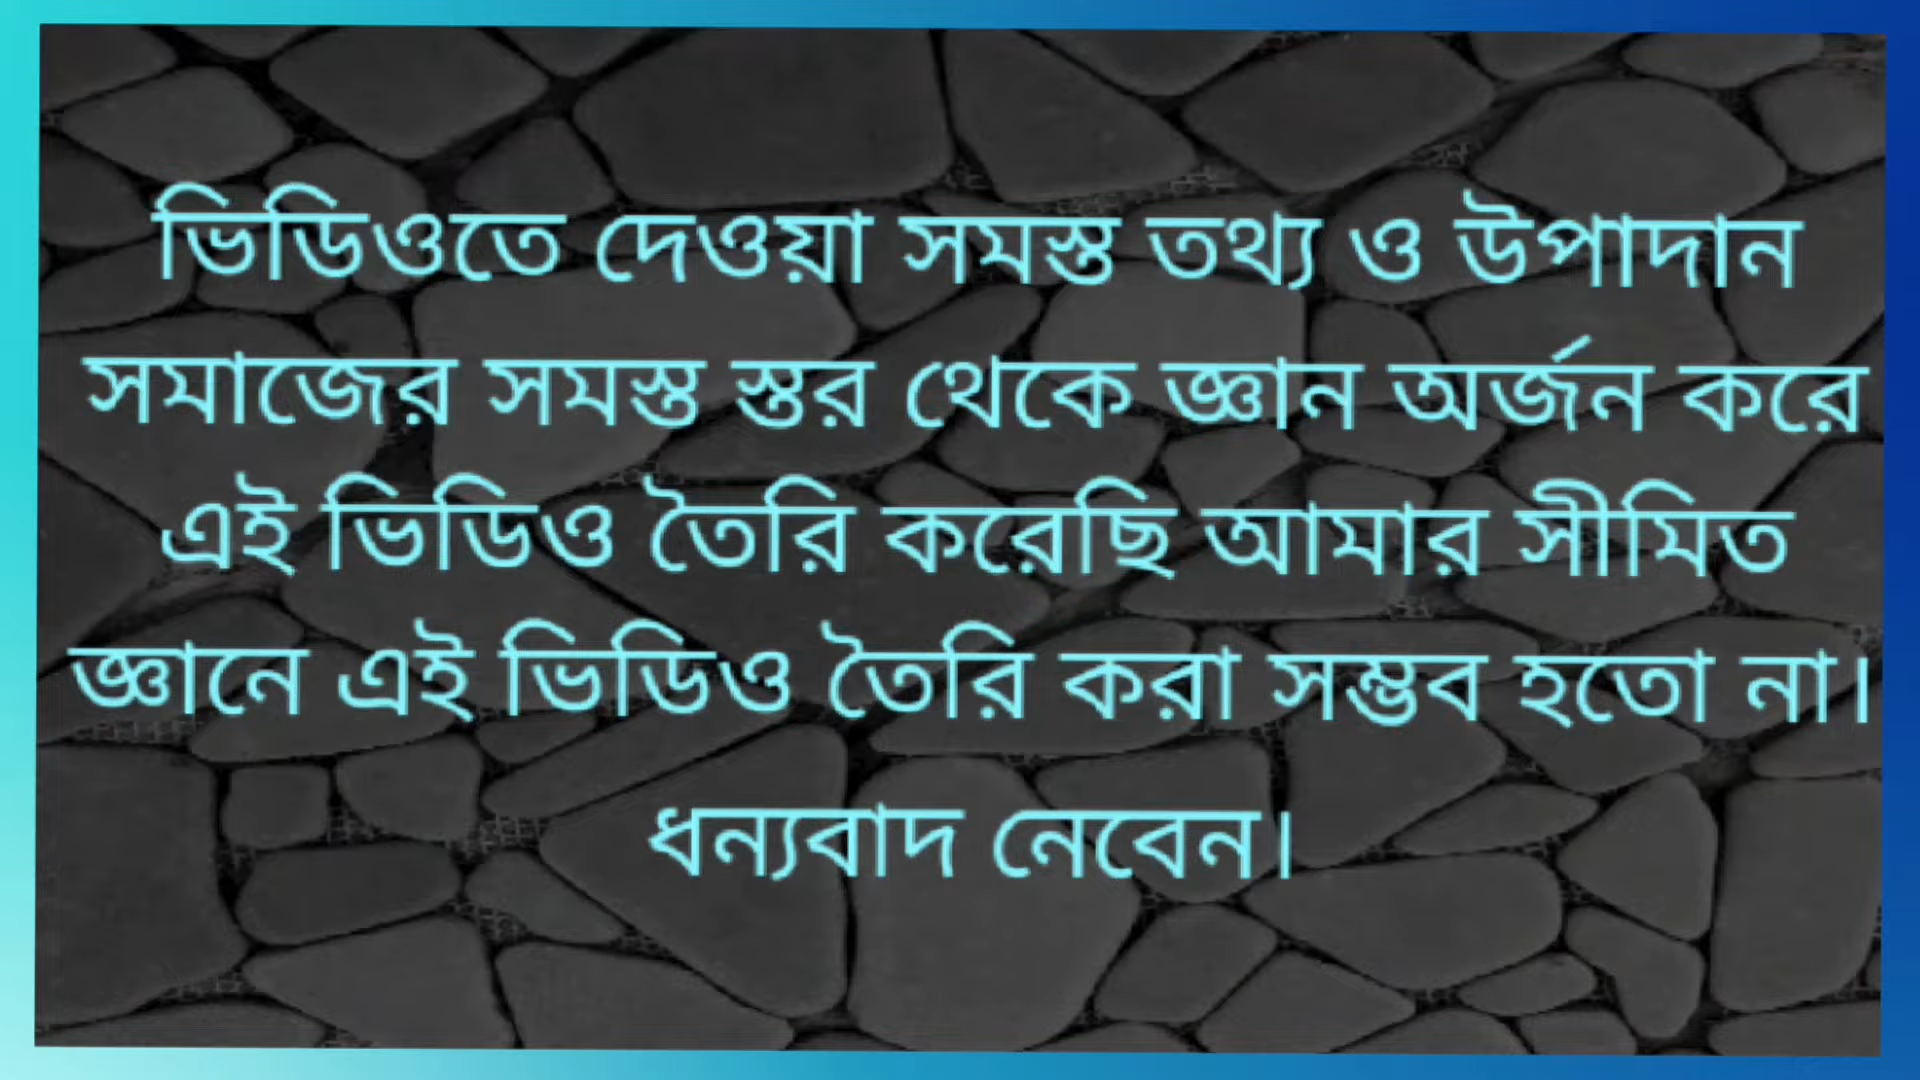 ভিডিওতে দেওয়া সমস্ত তথ্য ও উপাদান
সমাজের সমস্ত স্তর থেকে জ্ঞান অর্জন করে
এই ভিডিও তৈরি করেছি আমার সীমিত
জ্ঞানে এই ভিডিও তৈরি করা সম্ভব হতো না।
ধন্যবাদ নেবেন।